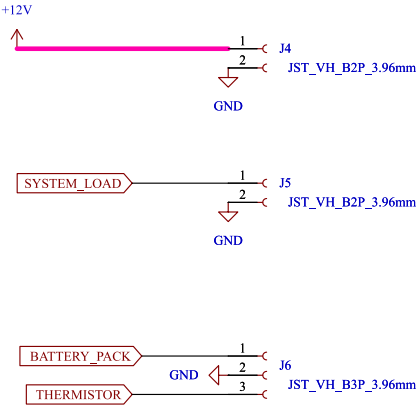 +12V
1 J4
2 JST_VH_B2P_3.96mm
GND
SYSTEM_LOAD 1 J5
2 JST_VH_B2P_3.96mm
GND
BATTERY_PACK 1 J6
GND 2
THERMISTOR 3 JST_VH_B3P_3.96mm